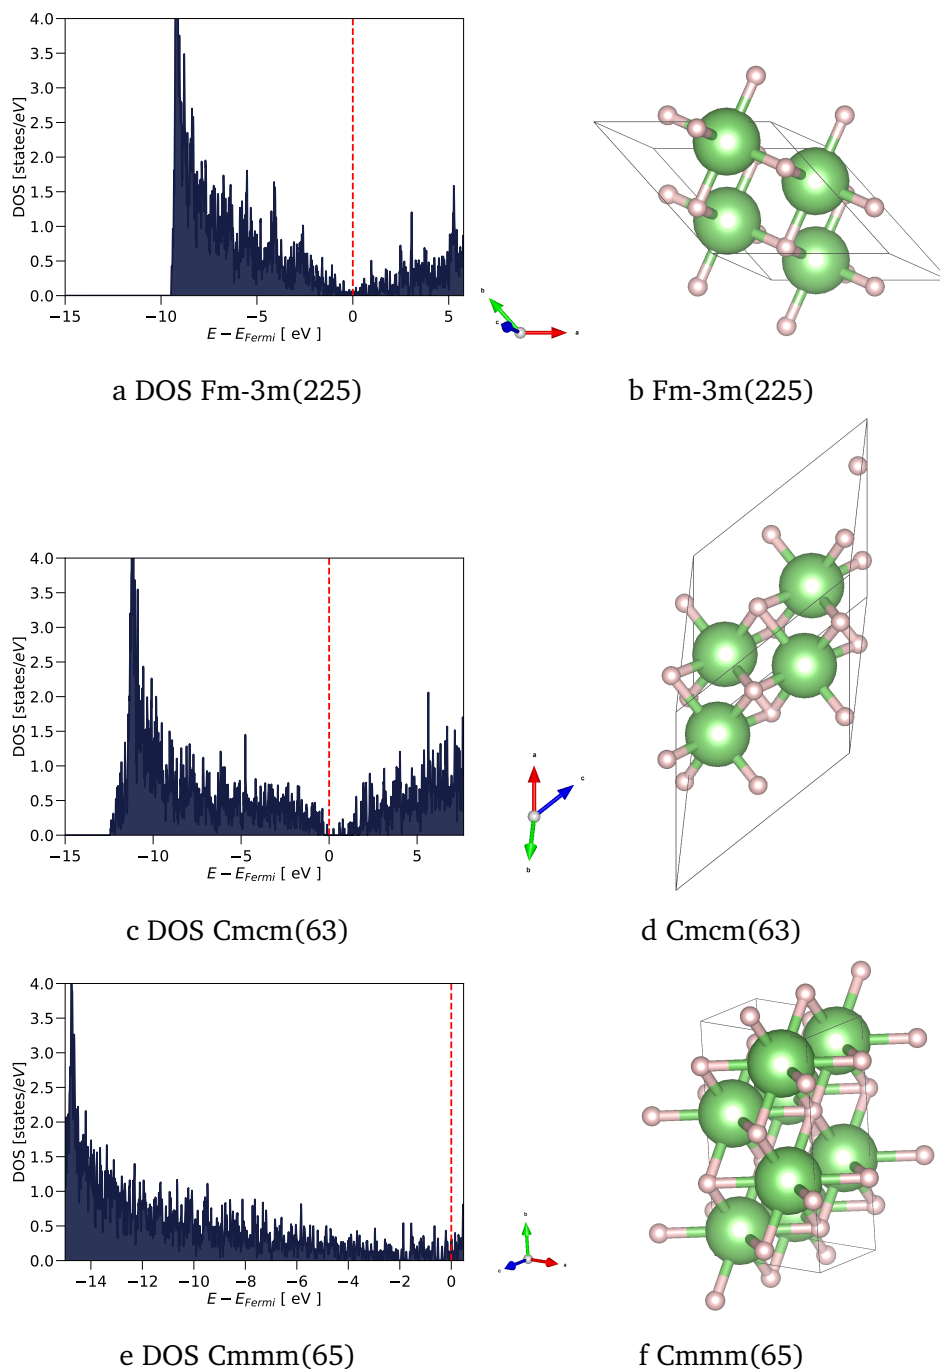 4.0
3.5
3.0
2.5
2.0
1.5
1.0
0.5
0.0
DOS [states/eV]
−15 −10 −5 0 5
E − E_Fermi [ eV ]
b
c
a
a DOS Fm-3m(225)
b Fm-3m(225)
4.0
3.5
3.0
2.5
2.0
1.5
1.0
0.5
0.0
DOS [states/eV]
−15 −10 −5 0 5
E − E_Fermi [ eV ]
a
c
b
c DOS Cmcm(63)
d Cmcm(63)
4.0
3.5
3.0
2.5
2.0
1.5
1.0
0.5
0.0
DOS [states/eV]
−14 −12 −10 −8 −6 −4 −2 0
E − E_Fermi [ eV ]
b
c
a
e DOS Cmmm(65)
f Cmmm(65)